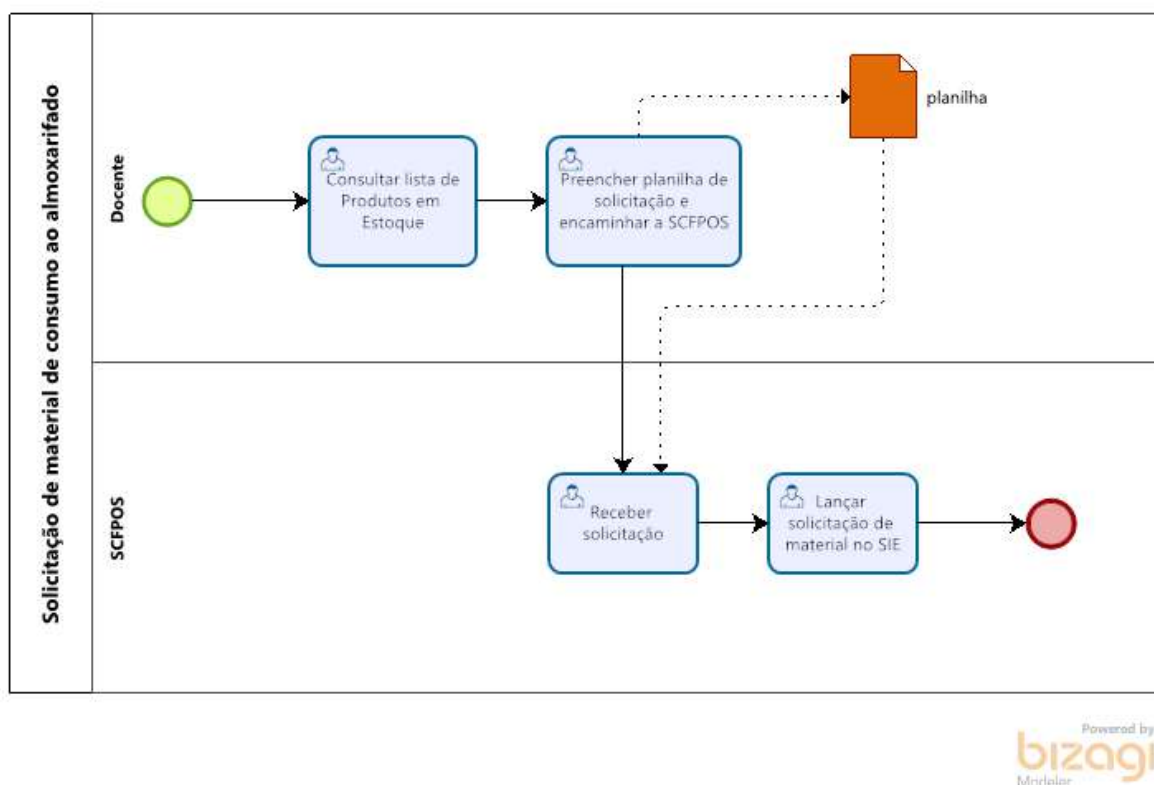 Solicitação de material de consumo ao almoxarifado
Docente
Consultar lista de
Produtos em
Estoque
Preencher planilha de
solicitação e
encaminhar a SCFPOS
planilha
SCFPOS
Receber
solicitação
Lançar
solicitação de
material no SIE
Powered by
bizagi
Modeler